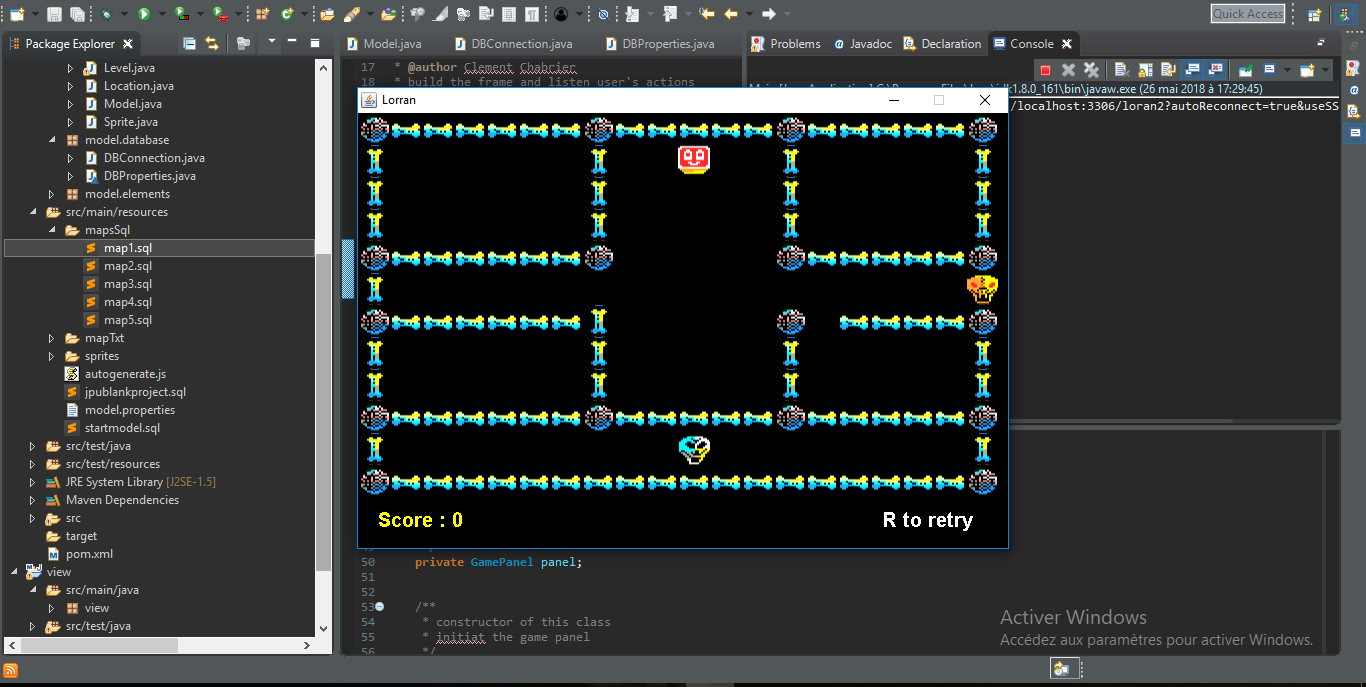 Quick Access
Package Explorer
Model.java
DBConnection.java
DBProperties.java
Problems
Javadoc
Declaration
Console
Level.java
Location.java
Model.java
Sprite.java
model.database
DBConnection.java
DBProperties.java
model.elements
src/main/resources
mapsSql
map1.sql
map2.sql
map3.sql
map4.sql
map5.sql
mapTxt
sprites
autogenerate.js
jpublankproject.sql
model.properties
startmodel.sql
src/test/java
src/test/resources
JRE System Library [J2SE-1.5]
Maven Dependencies
src
target
pom.xml
view
src/main/java
view
src/test/java
17 * @author Clement Chabrier
18 * build the frame and listen user's actions
k1.8.0_161\bin\javaw.exe (26 mai 2018 à 17:29:45)
/localhost:3306/loran2?autoReconnect=true&useSS
Lorran
Score : 0
R to retry
50 private GamePanel panel;
51
52
53 /**
54 * constructor of this class
55 * initiat the game panel
56 */
Activer Windows
Accédez aux paramètres pour activer Windows.